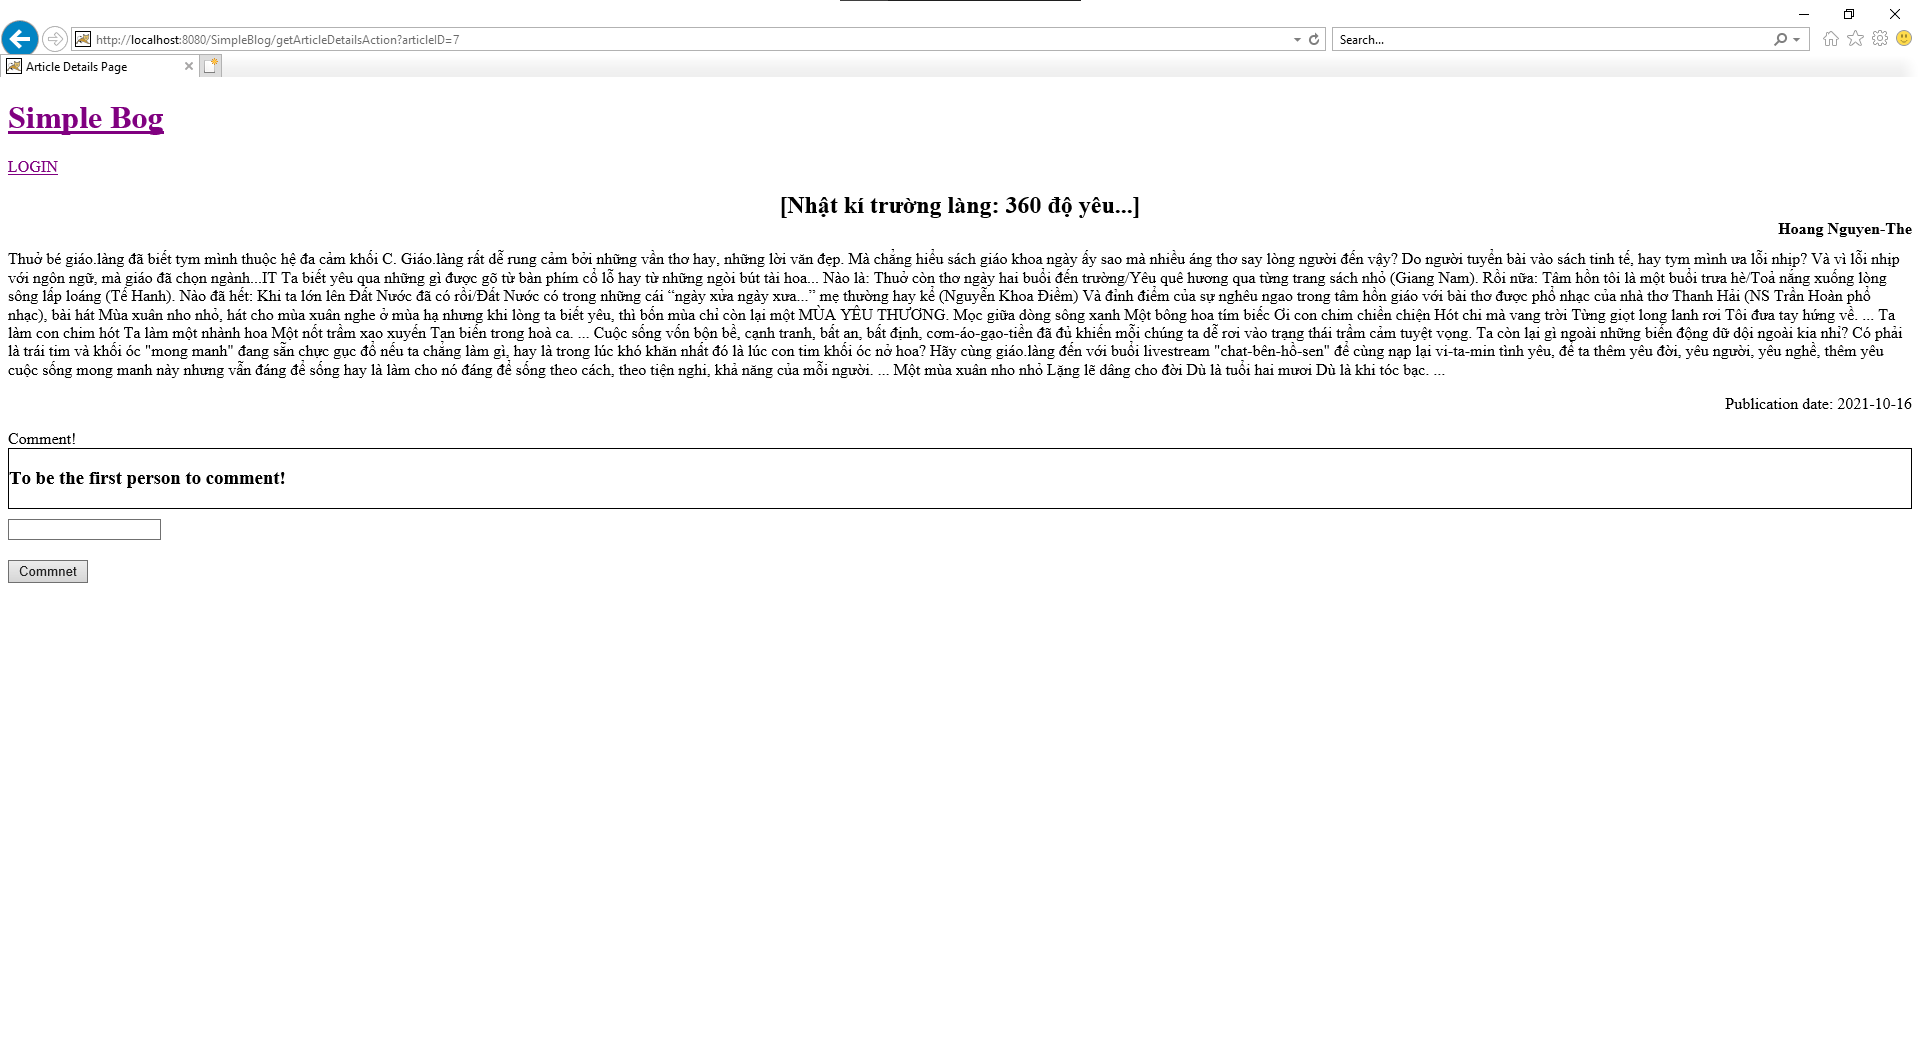 http://localhost:8080/SimpleBlog/getArticleDetailsAction?articleID=7
Search...
Article Details Page
Simple Bog
LOGIN
[Nhật kí trường làng: 360 độ yêu...]
Hoang Nguyen-The
Thuở bé giáo.làng đã biết tym mình thuộc hệ đa cảm khối C. Giáo.làng rất dễ rung cảm bởi những vần thơ hay, những lời văn đẹp. Mà chẳng hiểu sách giáo khoa ngày ấy sao mà nhiều áng thơ say lòng người đến vậy? Do người tuyển bài vào sách tinh tế, hay tym mình ưa lỗi nhịp? Và vì lỗi nhịp
với ngôn ngữ, mà giáo đã chọn ngành...IT Ta biết yêu qua những gì được gõ từ bàn phím cổ lỗ hay từ những ngòi bút tài hoa... Nào là: Thuở còn thơ ngày hai buổi đến trường/Yêu quê hương qua từng trang sách nhỏ (Giang Nam). Rồi nữa: Tâm hồn tôi là một buổi trưa hè/Toả nắng xuống lòng
sông lấp loáng (Tế Hanh). Nào đã hết: Khi ta lớn lên Đất Nước đã có rồi/Đất Nước có trong những cái “ngày xửa ngày xưa...” mẹ thường hay kể (Nguyễn Khoa Điềm) Và đỉnh điểm của sự nghêu ngao trong tâm hồn giáo với bài thơ được phổ nhạc của nhà thơ Thanh Hải (NS Trần Hoàn phổ
nhạc), bài hát Mùa xuân nho nhỏ, hát cho mùa xuân nghe ở mùa hạ nhưng khi lòng ta biết yêu, thì bốn mùa chỉ còn lại một MÙA YÊU THƯƠNG. Mọc giữa dòng sông xanh Một bông hoa tím biếc Ơi con chim chiền chiện Hót chi mà vang trời Từng giọt long lanh rơi Tôi đưa tay hứng về. ... Ta
làm con chim hót Ta làm một nhành hoa Một nốt trầm xao xuyến Tan biến trong hoà ca. ... Cuộc sống vốn bộn bề, cạnh tranh, bất an, bất định, cơm-áo-gạo-tiền đã đủ khiến mỗi chúng ta dễ rơi vào trạng thái trầm cảm tuyệt vọng. Ta còn lại gì ngoài những biến động dữ dội ngoài kia nhỉ? Có phải
là trái tim và khối óc "mong manh" đang sẵn chực gục đổ nếu ta chẳng làm gì, hay là trong lúc khó khăn nhất đó là lúc con tim khối óc nở hoa? Hãy cùng giáo.làng đến với buổi livestream "chat-bên-hồ-sen" để cùng nạp lại vi-ta-min tình yêu, để ta thêm yêu đời, yêu người, yêu nghề, thêm yêu
cuộc sống mong manh này nhưng vẫn đáng để sống hay là làm cho nó đáng để sống theo cách, theo tiện nghi, khả năng của mỗi người. ... Một mùa xuân nho nhỏ Lặng lẽ dâng cho đời Dù là tuổi hai mươi Dù là khi tóc bạc. ...
Publication date: 2021-10-16
Comment!
To be the first person to comment!
Commnet